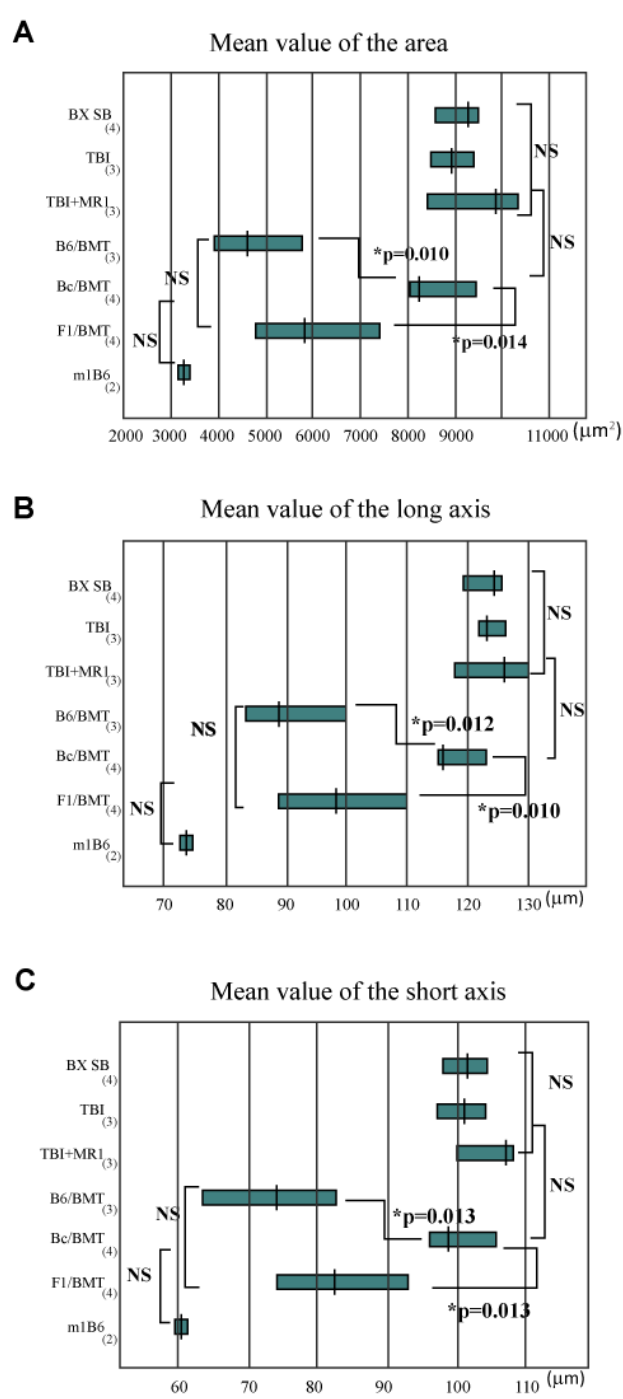 A
Mean value of the area
BX SB
(4)
TBI
(3)
NS
TBI+MR1
(3)
B6/BMT
(3)
*p=0.010
NS
NS
Bc/BMT
(4)
F1/BMT
(4)
NS
*p=0.014
m1B6
(2)
2000 3000 4000 5000 6000 7000 8000 9000 11000 (μm²)
B
Mean value of the long axis
BX SB
(4)
NS
TBI
(3)
TBI+MR1
(3)
B6/BMT
(3)
NS
*p=0.012
NS
Bc/BMT
(4)
F1/BMT
(4)
NS
*p=0.010
m1B6
(2)
70 80 90 100 110 120 130 (μm)
C
Mean value of the short axis
BX SB
(4)
NS
TBI
(3)
TBI+MR1
(3)
NS
B6/BMT
(3)
NS
*p=0.013
Bc/BMT
(4)
NS
F1/BMT
(4)
*p=0.013
m1B6
(2)
60 70 80 90 100 110 (μm)